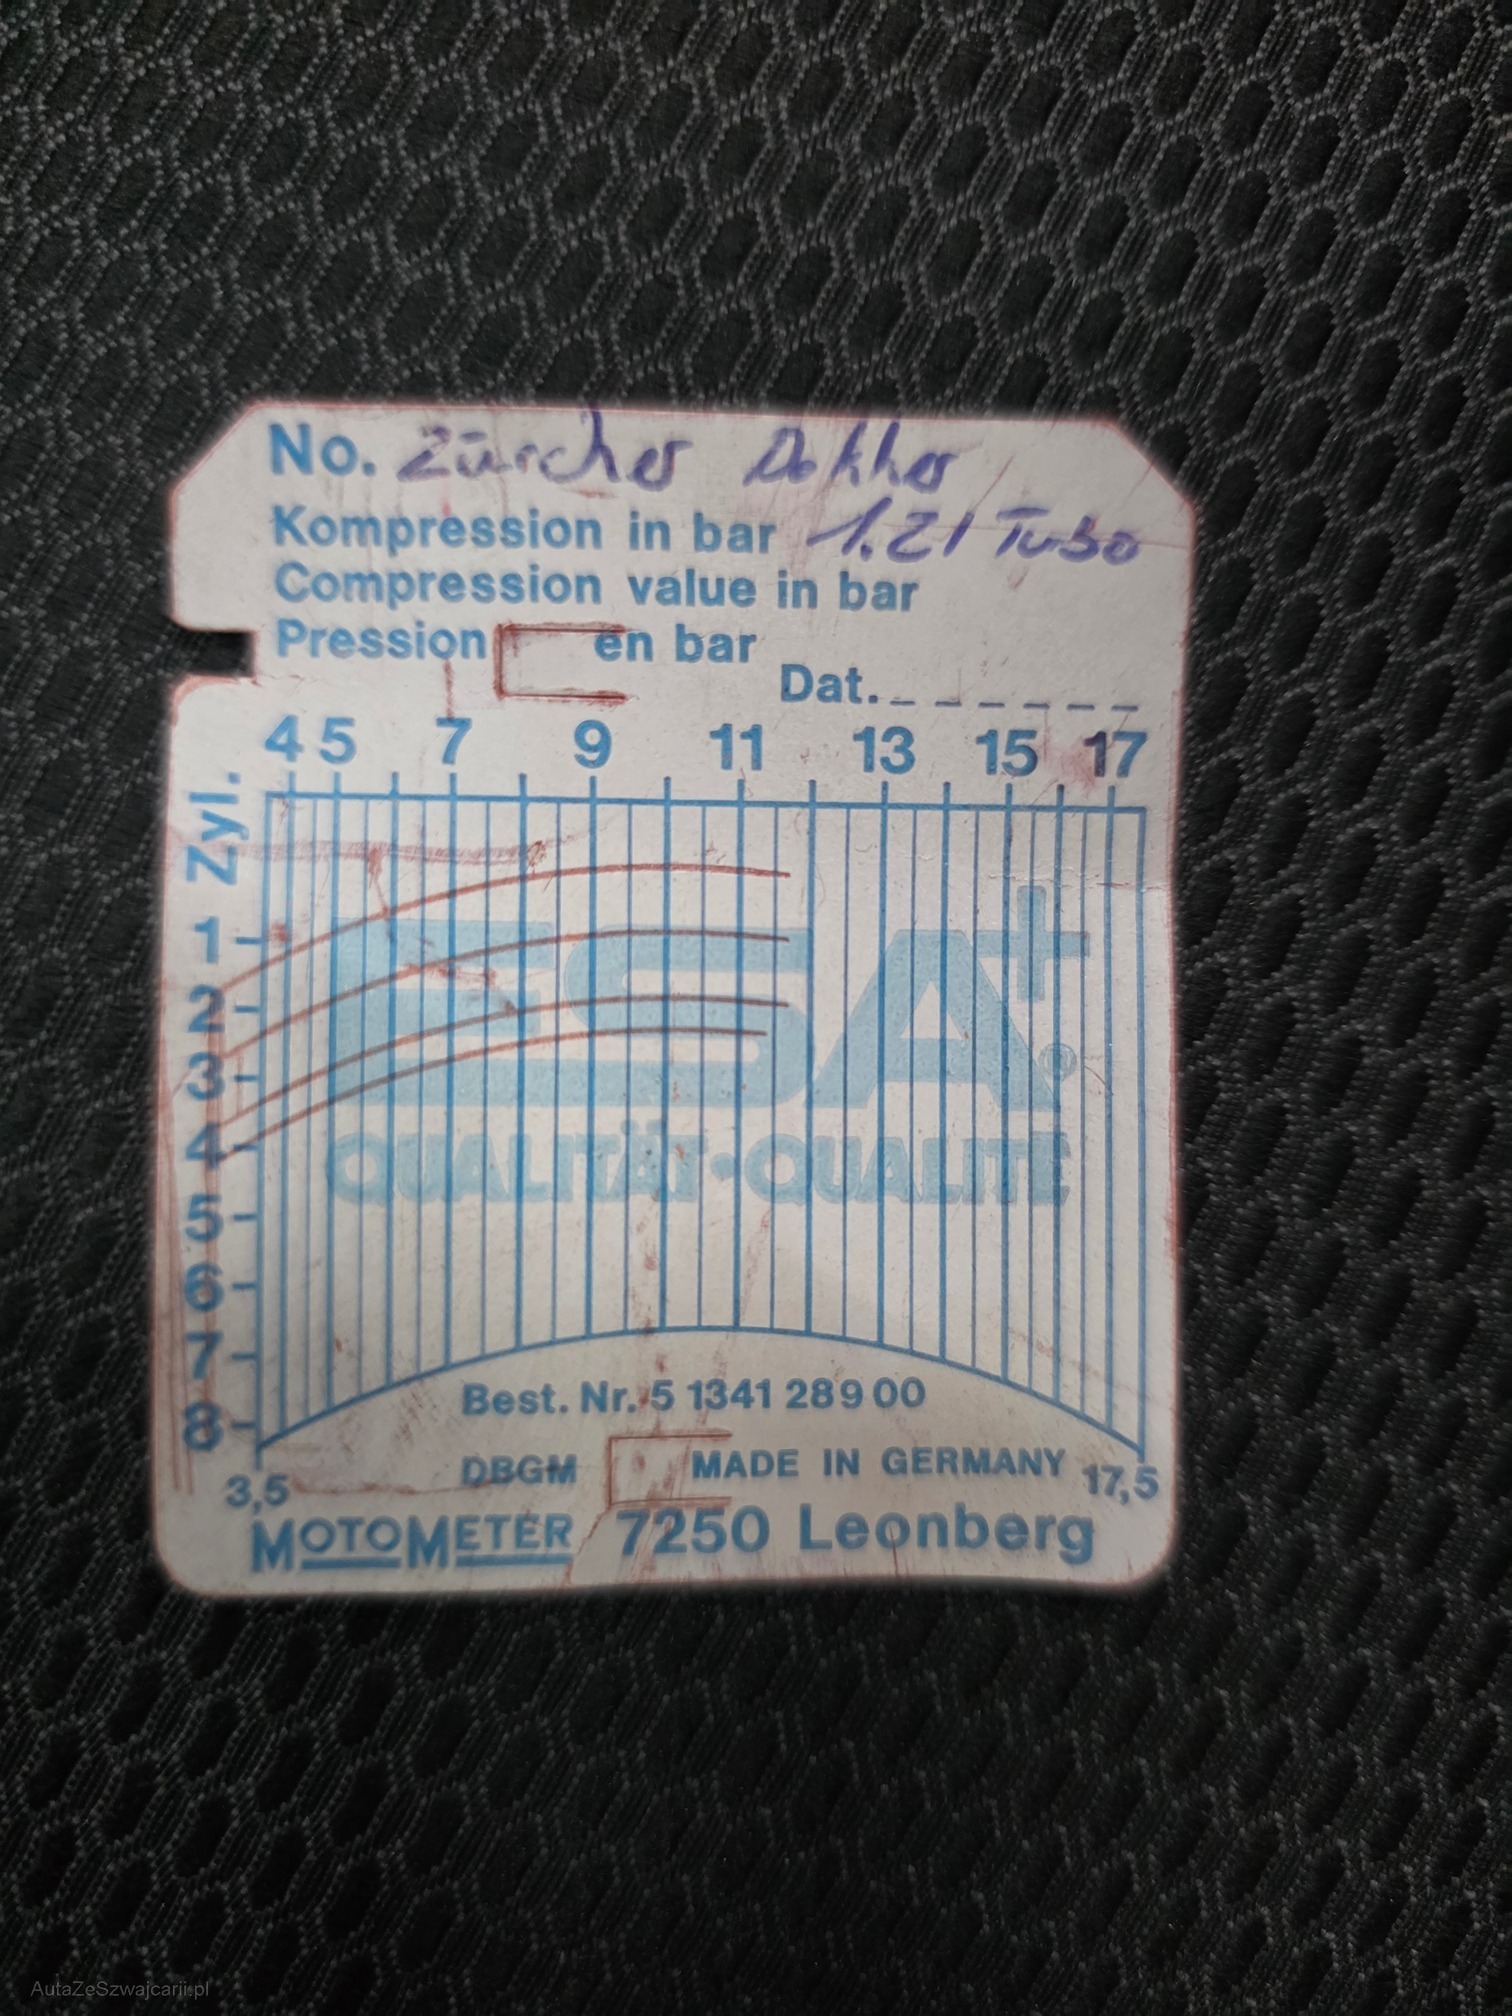 No. Zürcher Dokker
Kompression in bar 1.2l Turbo
Compression value in bar
Pression en bar
Dat.
4 5 7 9 11 13 15 17
Zyl.
1
2
3
4
5
6
7
8
ESA+®
QUALITÄT·QUALITÉ
Best. Nr. 5 1341 289 00
3,5 DBGM MADE IN GERMANY 17,5
MOTOMETER 7250 Leonberg
AutaZeSzwajcarii.pl